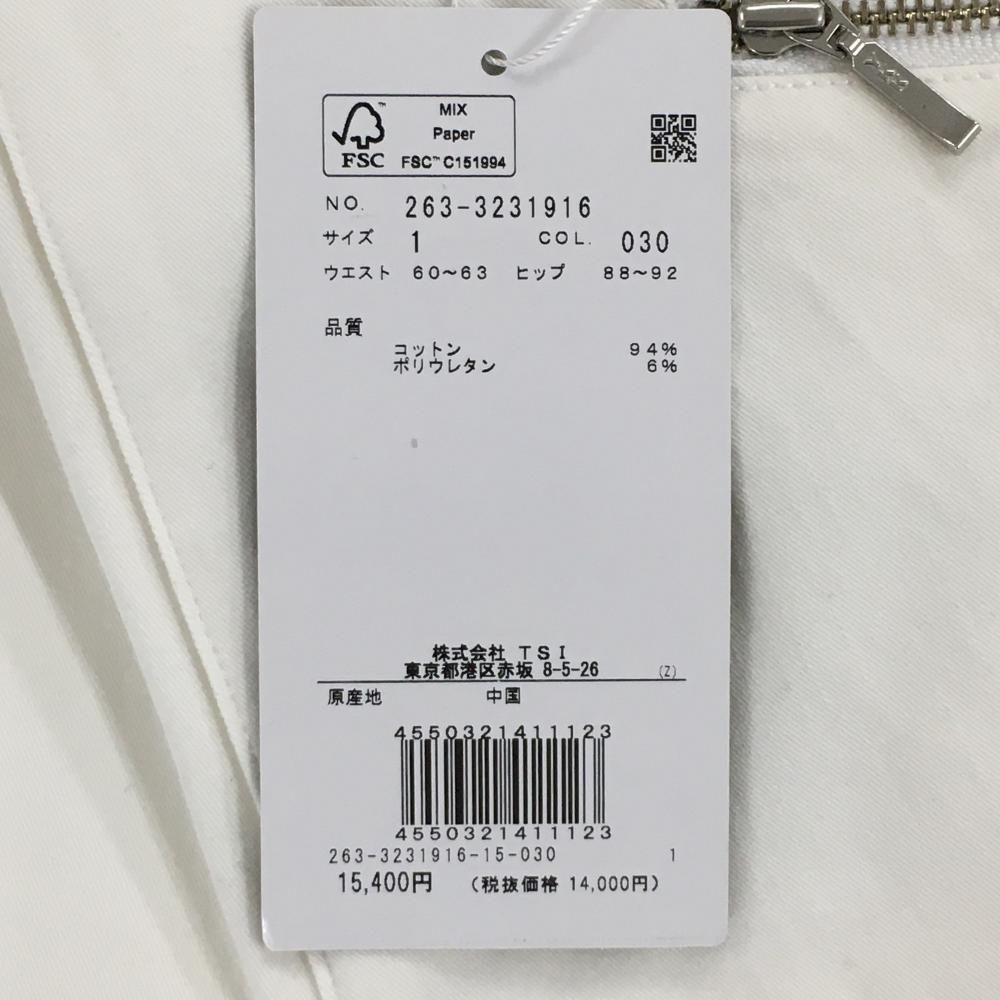 MIX
Paper
FSC™ FSC™ C151994
NO. 263-3231916
サイズ 1 COL. 030
ウエスト 60~63 ヒップ 88~92
品質
コットン 94%
ポリウレタン 6%
株式会社 TSI
東京都港区赤坂 8-5-26 (Z)
原産地 中国
4550321411123
4550321411123
263-3231916-15-030 1
15,400円 (税抜価格 14,000円)